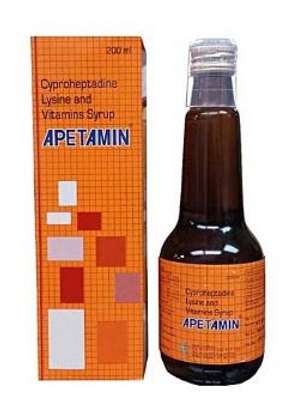 200 ml
Cyproheptadine
Lysine and
Vitamins Syrup
APETAMIN®
Cyproheptadine
Lysine and
Vitamins Syrup
APETAMIN®